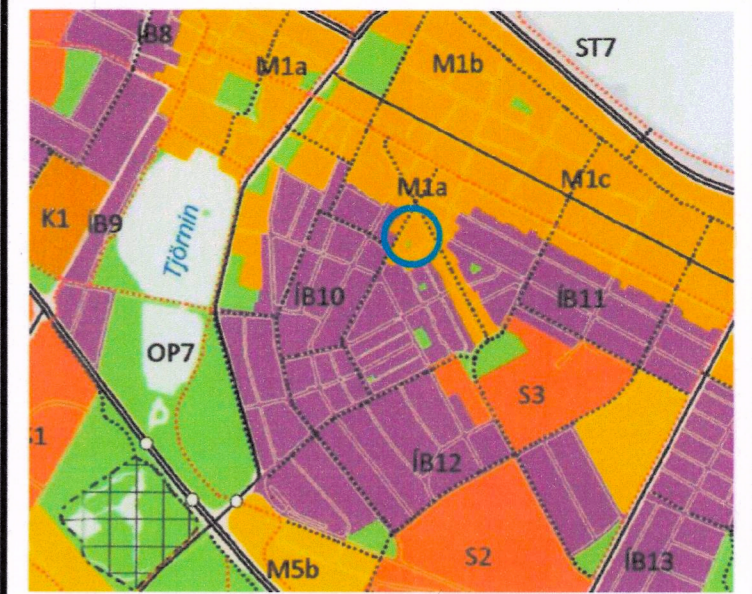 ÍB8
M1a
M1b
ST7
M1a
M1c
K1
ÍB9
Tjörnin
ÍB10
ÍB11
OP7
S3
ÍB12
S2
M5b
ÍB13